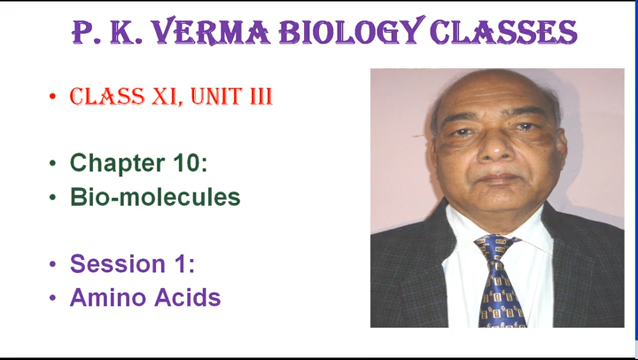 P. K. VERMA BIOLOGY CLASSES
• CLASS XI, UNIT III
• Chapter 10:
• Bio-molecules
• Session 1:
• Amino Acids